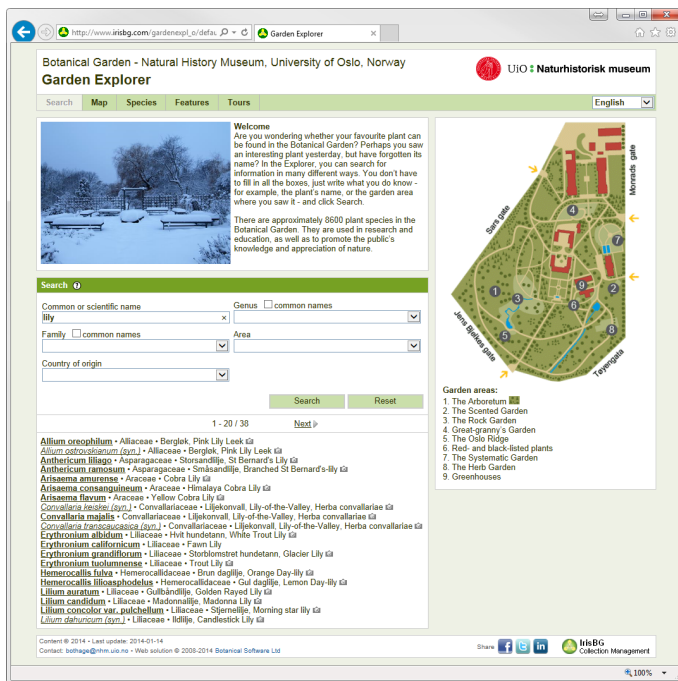 http://www.irisbg.com/gardenexpl_o/defau
Garden Explorer
Botanical Garden - Natural History Museum, University of Oslo, Norway
Garden Explorer
UiO Naturhistorisk museum
Search Map Species Features Tours
English
Welcome
Are you wondering whether your favourite plant can
be found in the Botanical Garden? Perhaps you saw
an interesting plant yesterday, but have forgotten its
name? In the Explorer, you can search for
information in many different ways. You don't have
to fill in all the boxes, just write what you do know -
for example, the plant's name, or the garden area
where you saw it - and click Search.
There are approximately 8600 plant species in the
Botanical Garden. They are used in research and
education, as well as to promote the public's
knowledge and appreciation of nature.
Search
Common or scientific name
lily
Genus common names
Family common names
Area
Country of origin
Search Reset
1 - 20 / 38 Next
Allium oreophilum • Alliaceae • Bergløk, Pink Lily Leek
Allium ostrovskianum (syn.) • Alliaceae • Bergløk, Pink Lily Leek
Anthericum liliago • Asparagaceae • Storsandlilje, St Bernard's Lily
Anthericum ramosum • Asparagaceae • Småsandlilje, Branched St Bernard's-lily
Arisaema amurense • Araceae • Cobra Lily
Arisaema consanguineum • Araceae • Himalaya Cobra Lily
Arisaema flavum • Araceae • Yellow Cobra Lily
Convallaria keiskei (syn.) • Convallariaceae • Liljekonvall, Lily-of-the-Valley, Herba convallariae
Convallaria majalis • Convallariaceae • Liljekonvall, Lily-of-the-Valley, Herba convallariae
Convallaria transcaucasica (syn.) • Convallariaceae • Liljekonvall, Lily-of-the-Valley, Herba convallariae
Erythronium albidum • Liliaceae • Hvit hundetann, White Trout Lily
Erythronium californicum • Liliaceae • Fawn Lily
Erythronium grandiflorum • Liliaceae • Storblomstret hundetann, Glacier Lily
Erythronium tuolumnense • Liliaceae • Trout Lily
Hemerocallis fulva • Hemerocallidaceae • Brun daglilje, Orange Day-lily
Hemerocallis lilioasphodelus • Hemerocallidaceae • Gul daglilje, Lemon Day-lily
Lilium auratum • Liliaceae • Gullbåndlilje, Golden Rayed Lily
Lilium candidum • Liliaceae • Madonnalilje, Madonna Lily
Lilium concolor var. pulchellum • Liliaceae • Stjernelilje, Morning star lily
Lilium dahuricum (syn.) • Liliaceae • Ildlilje, Candlestick Lily
Sars gate
Monrads gate
Jens Bjelkes gate
Tøyengata
1
2
3
4
5
6
7
8
9
Garden areas:
1. The Arboretum
2. The Scented Garden
3. The Rock Garden
4. Great-granny's Garden
5. The Oslo Ridge
6. Red- and black-listed plants
7. The Systematic Garden
8. The Herb Garden
9. Greenhouses
Content © 2014 • Last update: 2014-01-14
Contact: bothage@nhm.uio.no • Web solution © 2008-2014 Botanical Software Ltd
Share
IrisBG
Collection Management
100%